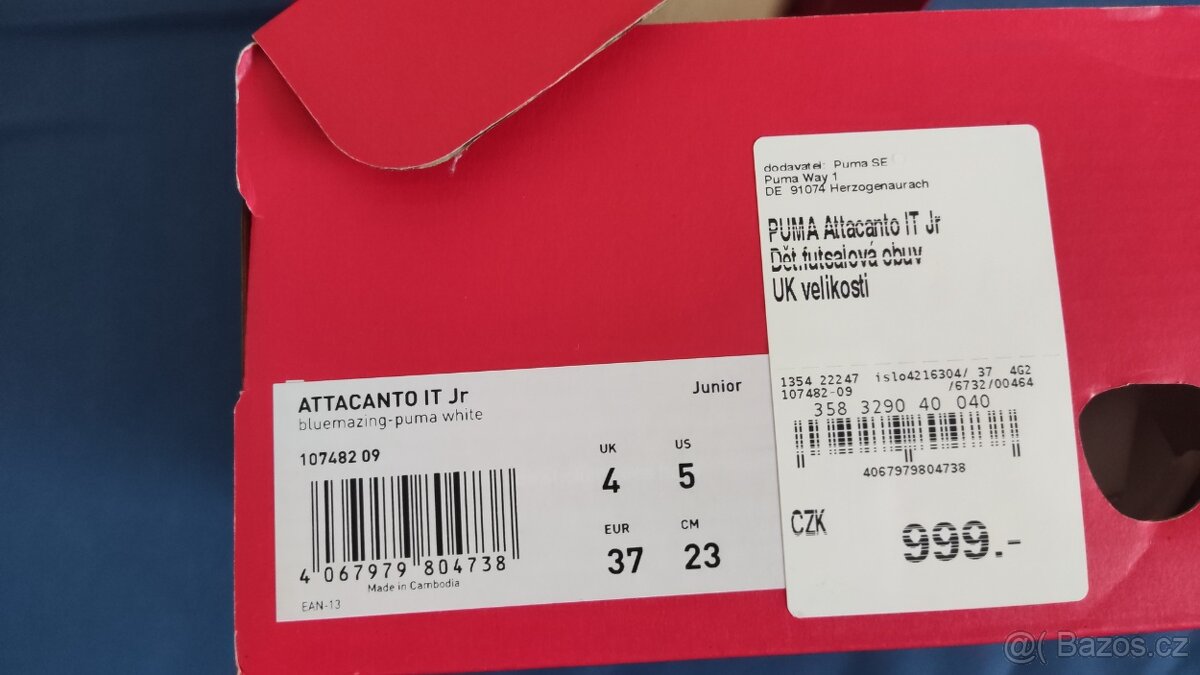 dodavatel: Puma SE
Puma Way 1
DE 91074 Herzogenaurach
PUMA Attacanto IT Jr
Dět.futsalová obuv
UK velikosti
1354 22247 islo4216304/ 37 4G2
107482-09 /6732/00464
358 3290 40 040
4067979804738
CZK 999.-
ATTACANTO IT Jr Junior
bluemazing-puma white
107482 09
UK US
4 5
EUR CM
37 23
4 067979 804738
Made in Cambodia
EAN-13
@( Bazos.cz